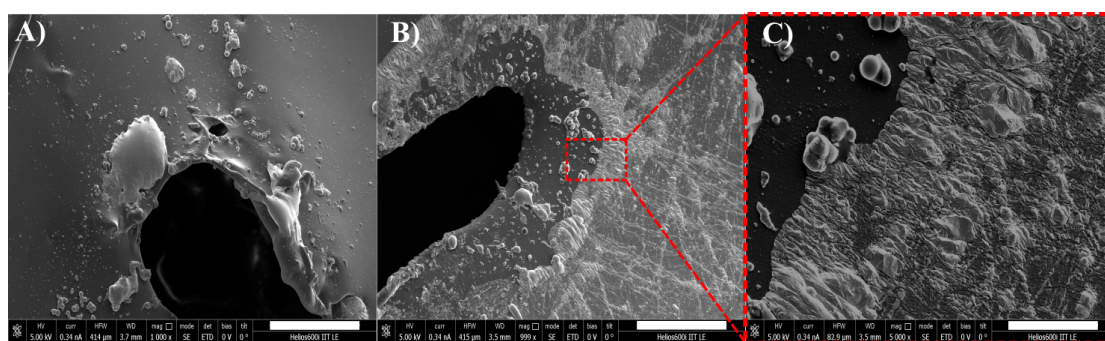 A)
B)
C)
HV curr HFW WD mag □ mode det bias tilt
5.00 kV 0.34 nA 414 µm 3.7 mm 1 000 x SE ETD 0 V 0 °
Helios600i IIT LE
HV curr HFW WD mag □ mode det bias tilt
5.00 kV 0.34 nA 415 µm 3.5 mm 999 x SE ETD 0 V 0 °
Helios600i IIT LE
HV curr HFW WD mag □ mode det bias tilt
5.00 kV 0.34 nA 82.9 µm 3.5 mm 5 000 x SE ETD 0 V 0 °
Helios600i IIT LE